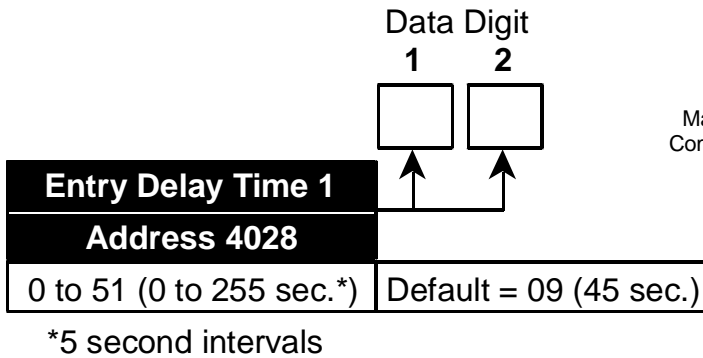 Data Digit
1 2
Entry Delay Time 1
Address 4028
0 to 51 (0 to 255 sec.*) Default = 09 (45 sec.)
*5 second intervals